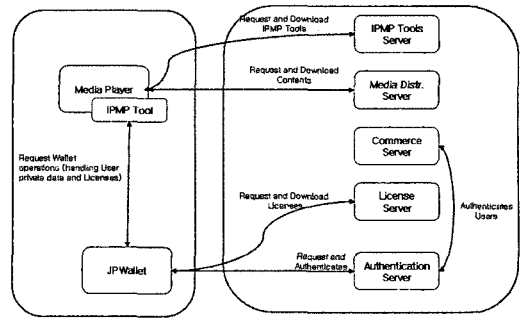 Request and Download
IPMP Tools
IPMP Tools
Server
Media Player
IPMP Tool
Request and Download
Contents
Media Distr.
Server
Commerce
Server
Request Wallet
operations (handling User
private data and Licenses)
Request and Download
Licenses
License
Server
Authenticates
Users
JPWallet
Request and
Authenticates
Authentication
Server